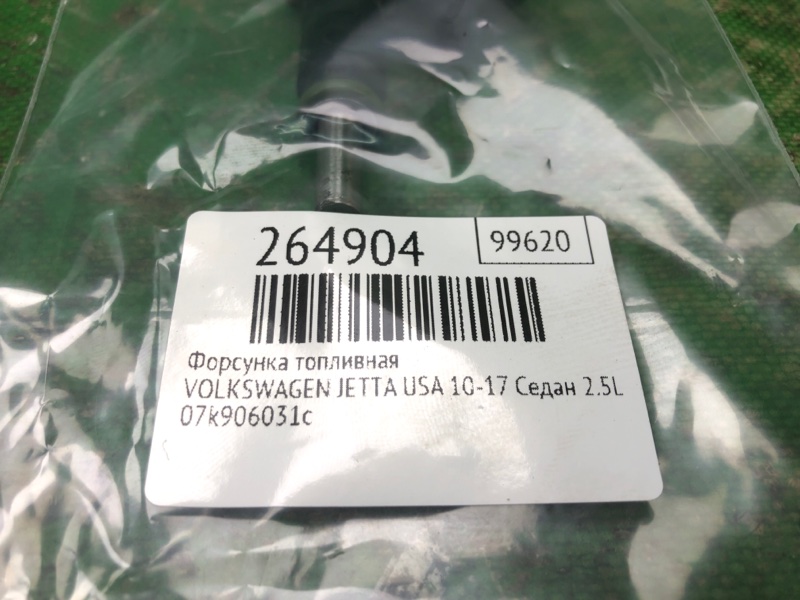 264904 99620
Форсунка топливная
VOLKSWAGEN JETTA USA 10-17 Седан 2.5L
07k906031c